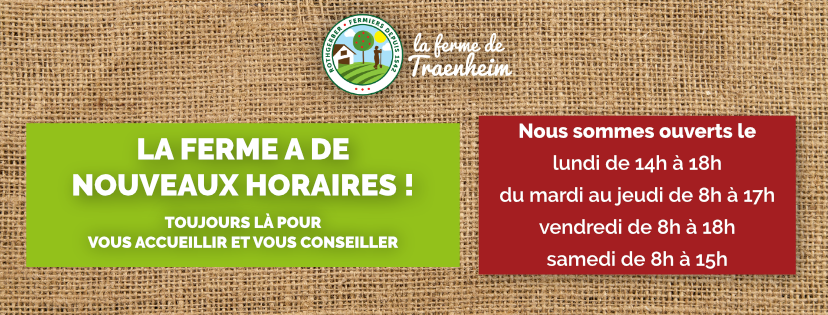 ROTHGERBER • FERMIERS DEPUIS 1542
la ferme de
Traenheim
LA FERME A DE
NOUVEAUX HORAIRES !
TOUJOURS LÀ POUR
VOUS ACCUEILLIR ET VOUS CONSEILLER
Nous sommes ouverts le
lundi de 14h à 18h
du mardi au jeudi de 8h à 17h
vendredi de 8h à 18h
samedi de 8h à 15h